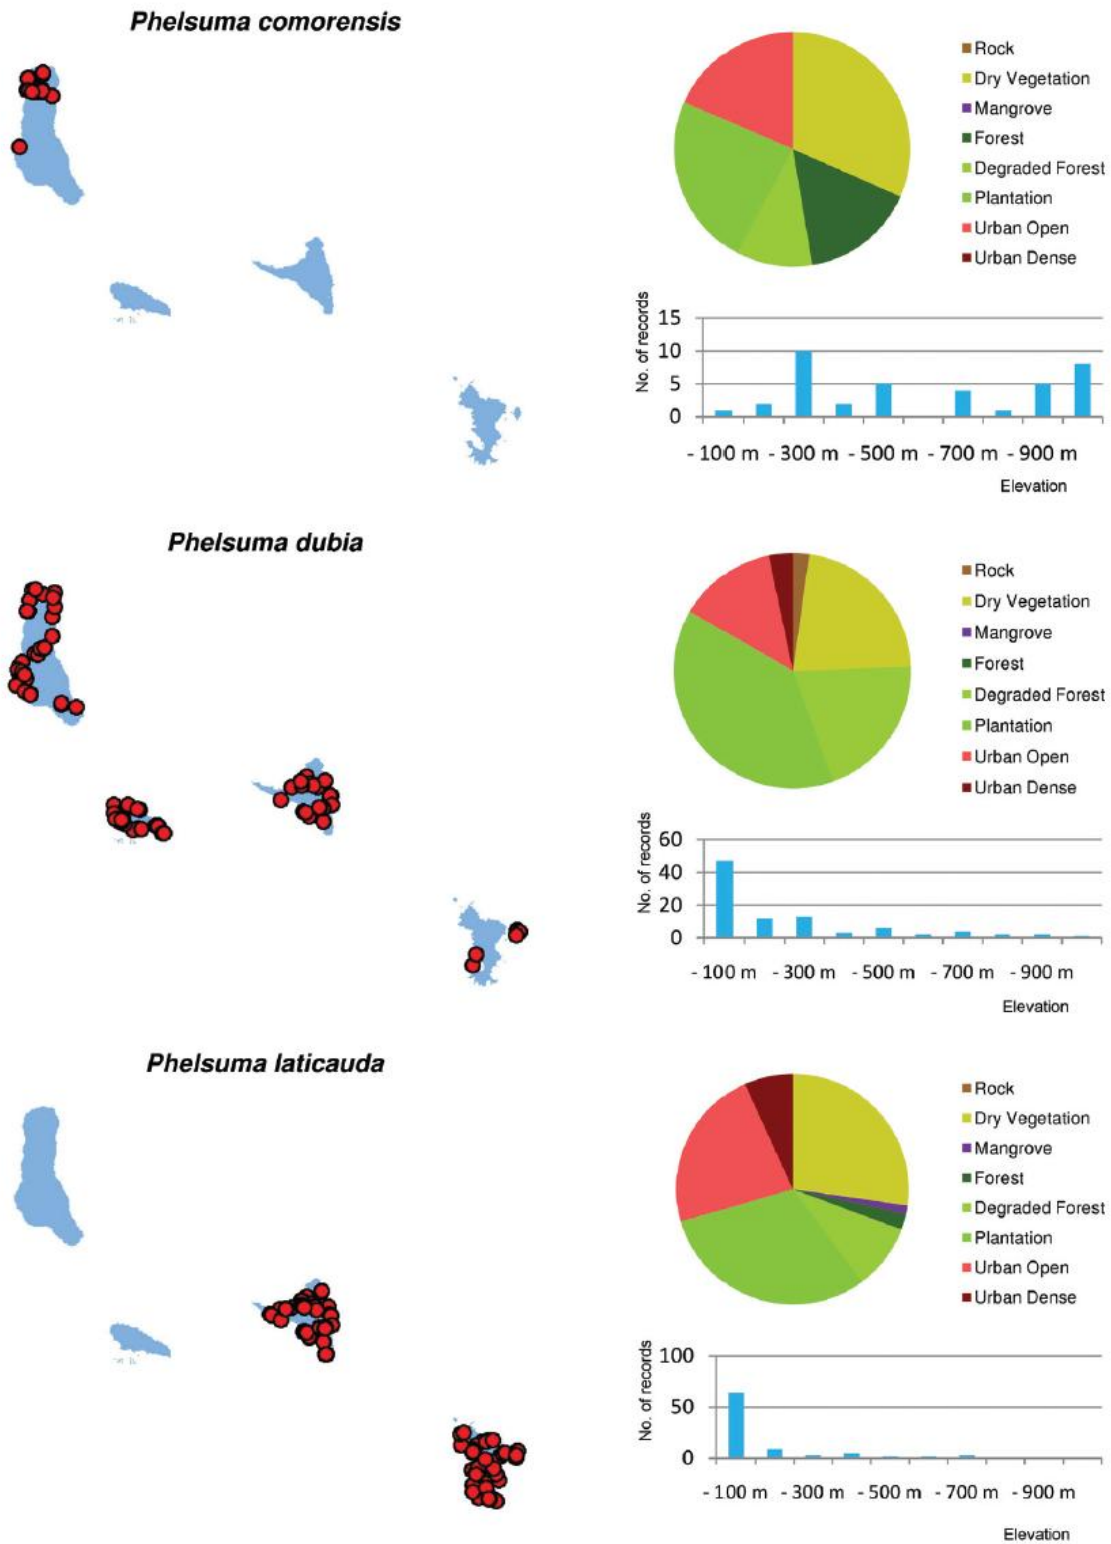 Phelsuma comorensis
Rock
Dry Vegetation
Mangrove
Forest
Degraded Forest
Plantation
Urban Open
Urban Dense
No. of records
15
10
5
0
- 100 m - 300 m - 500 m - 700 m - 900 m
Elevation
Phelsuma dubia
Rock
Dry Vegetation
Mangrove
Forest
Degraded Forest
Plantation
Urban Open
Urban Dense
No. of records
60
40
20
0
- 100 m - 300 m - 500 m - 700 m - 900 m
Elevation
Phelsuma laticauda
Rock
Dry Vegetation
Mangrove
Forest
Degraded Forest
Plantation
Urban Open
Urban Dense
No. of records
100
50
0
- 100 m - 300 m - 500 m - 700 m - 900 m
Elevation